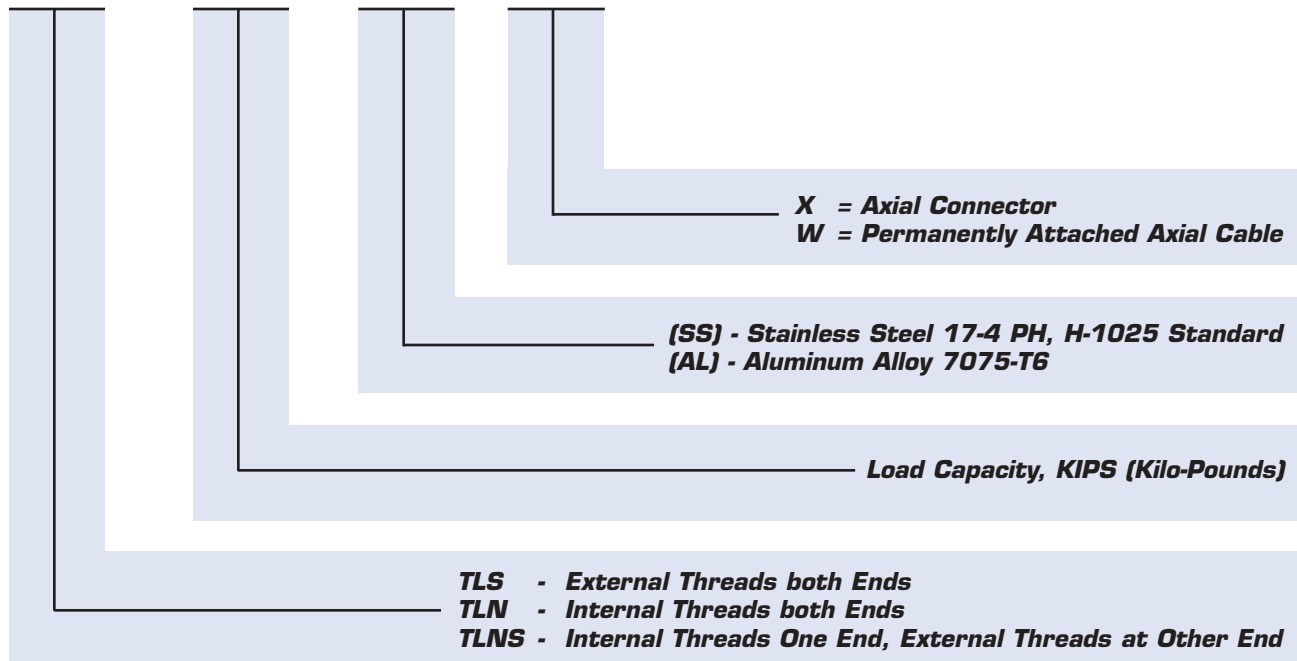 X = Axial Connector
W = Permanently Attached Axial Cable
(SS) - Stainless Steel 17-4 PH, H-1025 Standard
(AL) - Aluminum Alloy 7075-T6
Load Capacity, KIPS (Kilo-Pounds)
TLS - External Threads both Ends
TLN - Internal Threads both Ends
TLNS - Internal Threads One End, External Threads at Other End